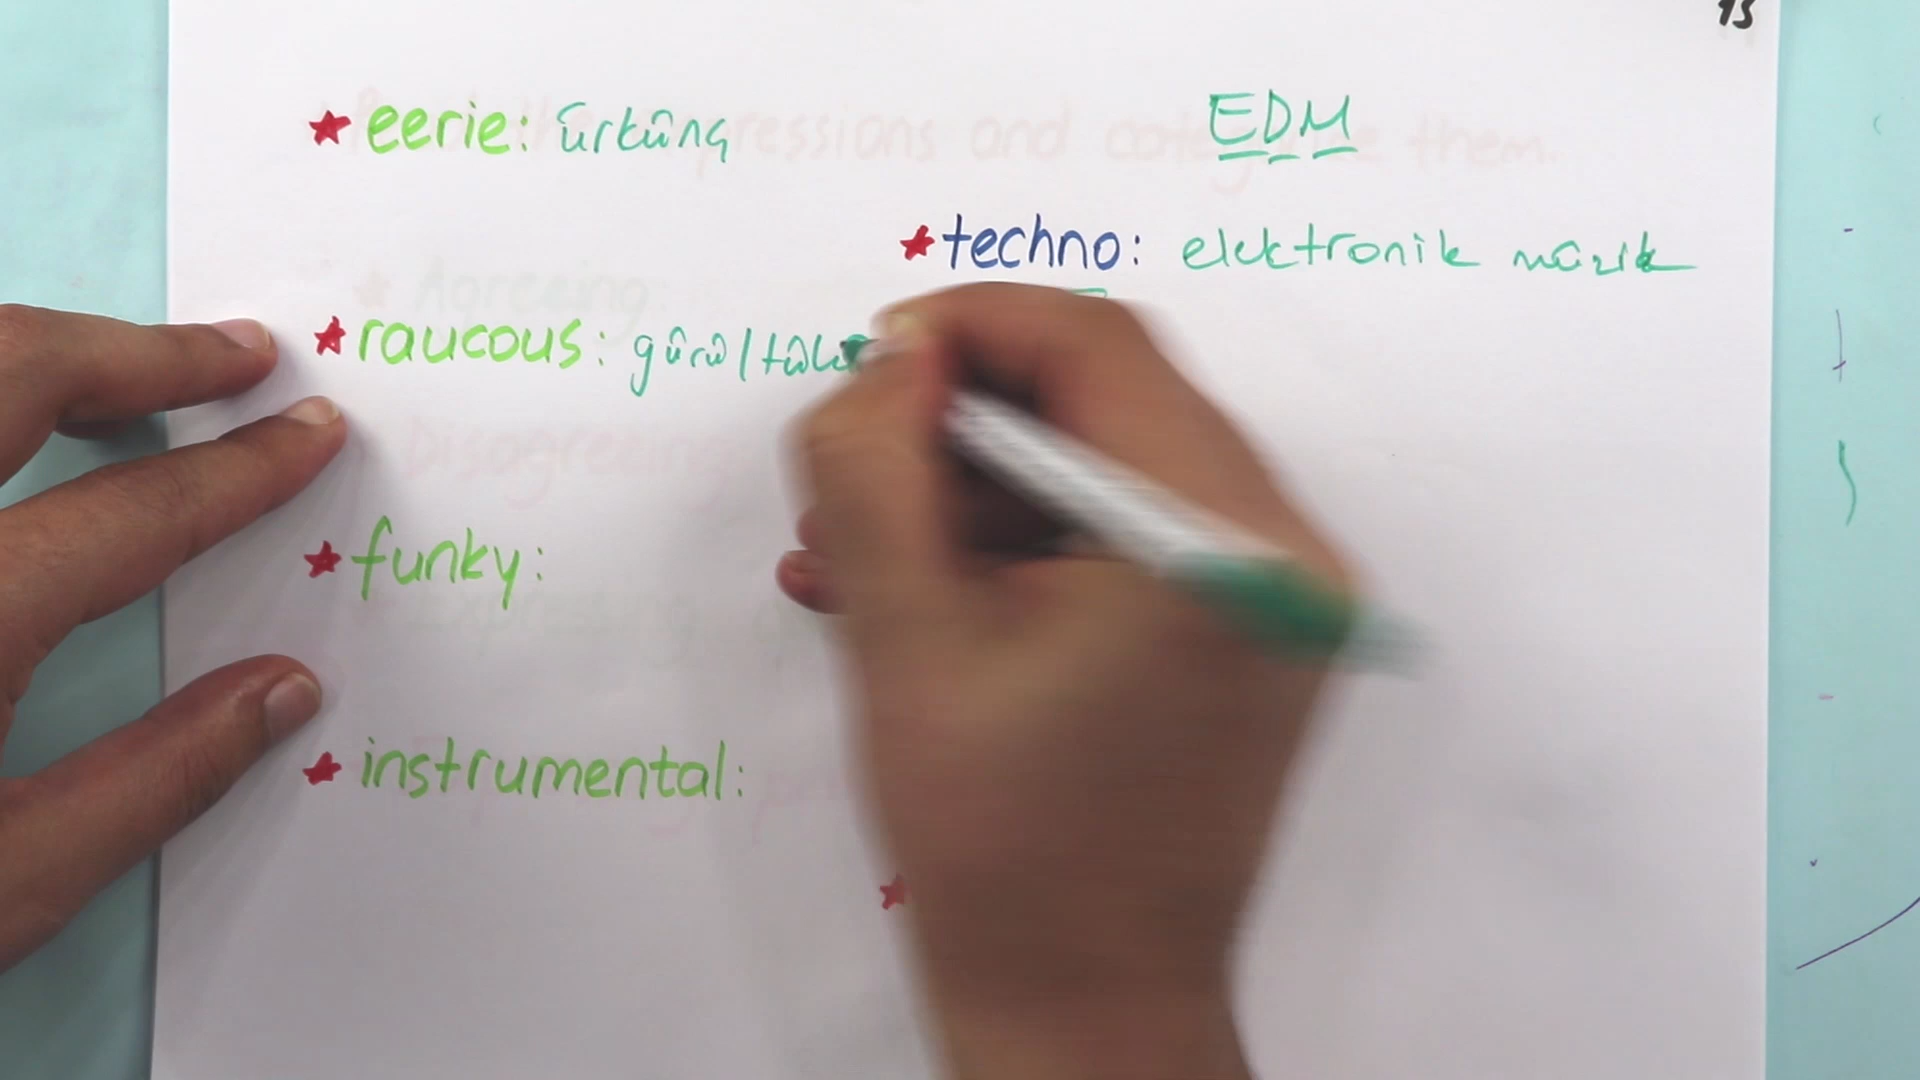 ★ eerie: ürkünç
EDM
★ techno: elektronik müzik
★ raucous: gürültülü
★ funky:
★ instrumental: